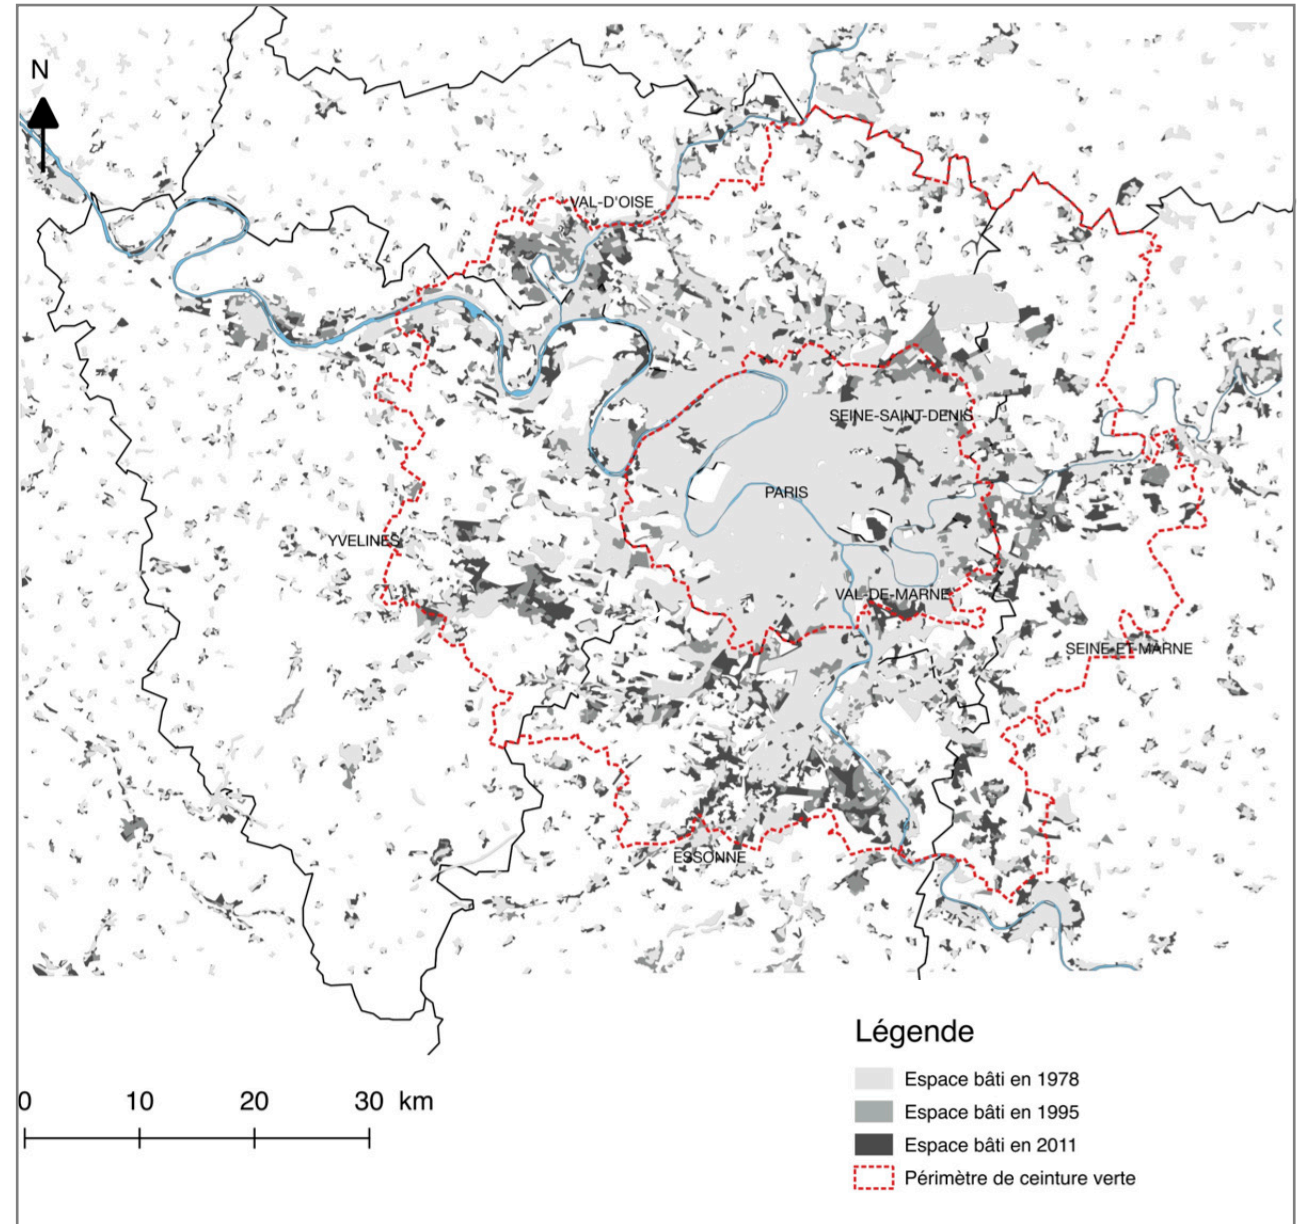 N
VAL-D'OISE
SEINE-SAINT-DENIS
PARIS
YVELINES
VAL-DE-MARNE
SEINE-ET-MARNE
ESSONNE
Légende
Espace bâti en 1978
Espace bâti en 1995
Espace bâti en 2011
Périmètre de ceinture verte
0 10 20 30 km